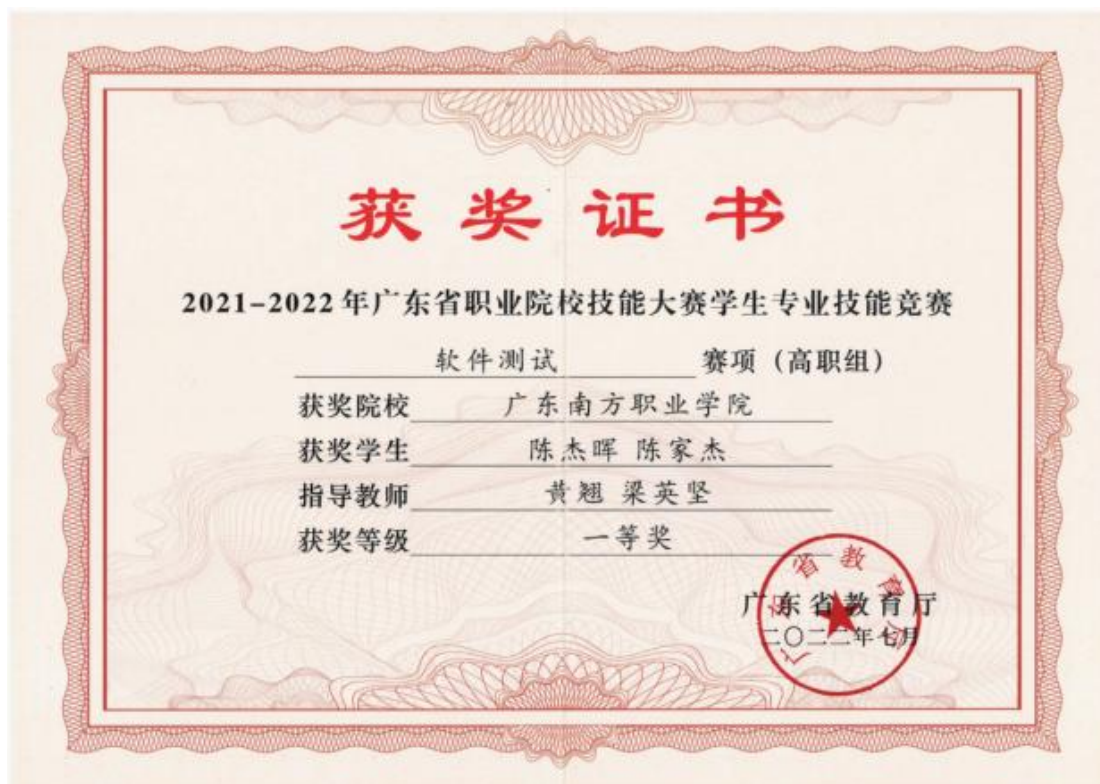 获奖证书
2021-2022年广东省职业院校技能大赛学生专业技能竞赛
软件测试 赛项（高职组）
获奖院校 广东南方职业学院
获奖学生 陈杰晖 陈家杰
指导教师 黄翘 梁英坚
获奖等级 一等奖
广东省教育厅
二〇二二年七月
广东省教育厅